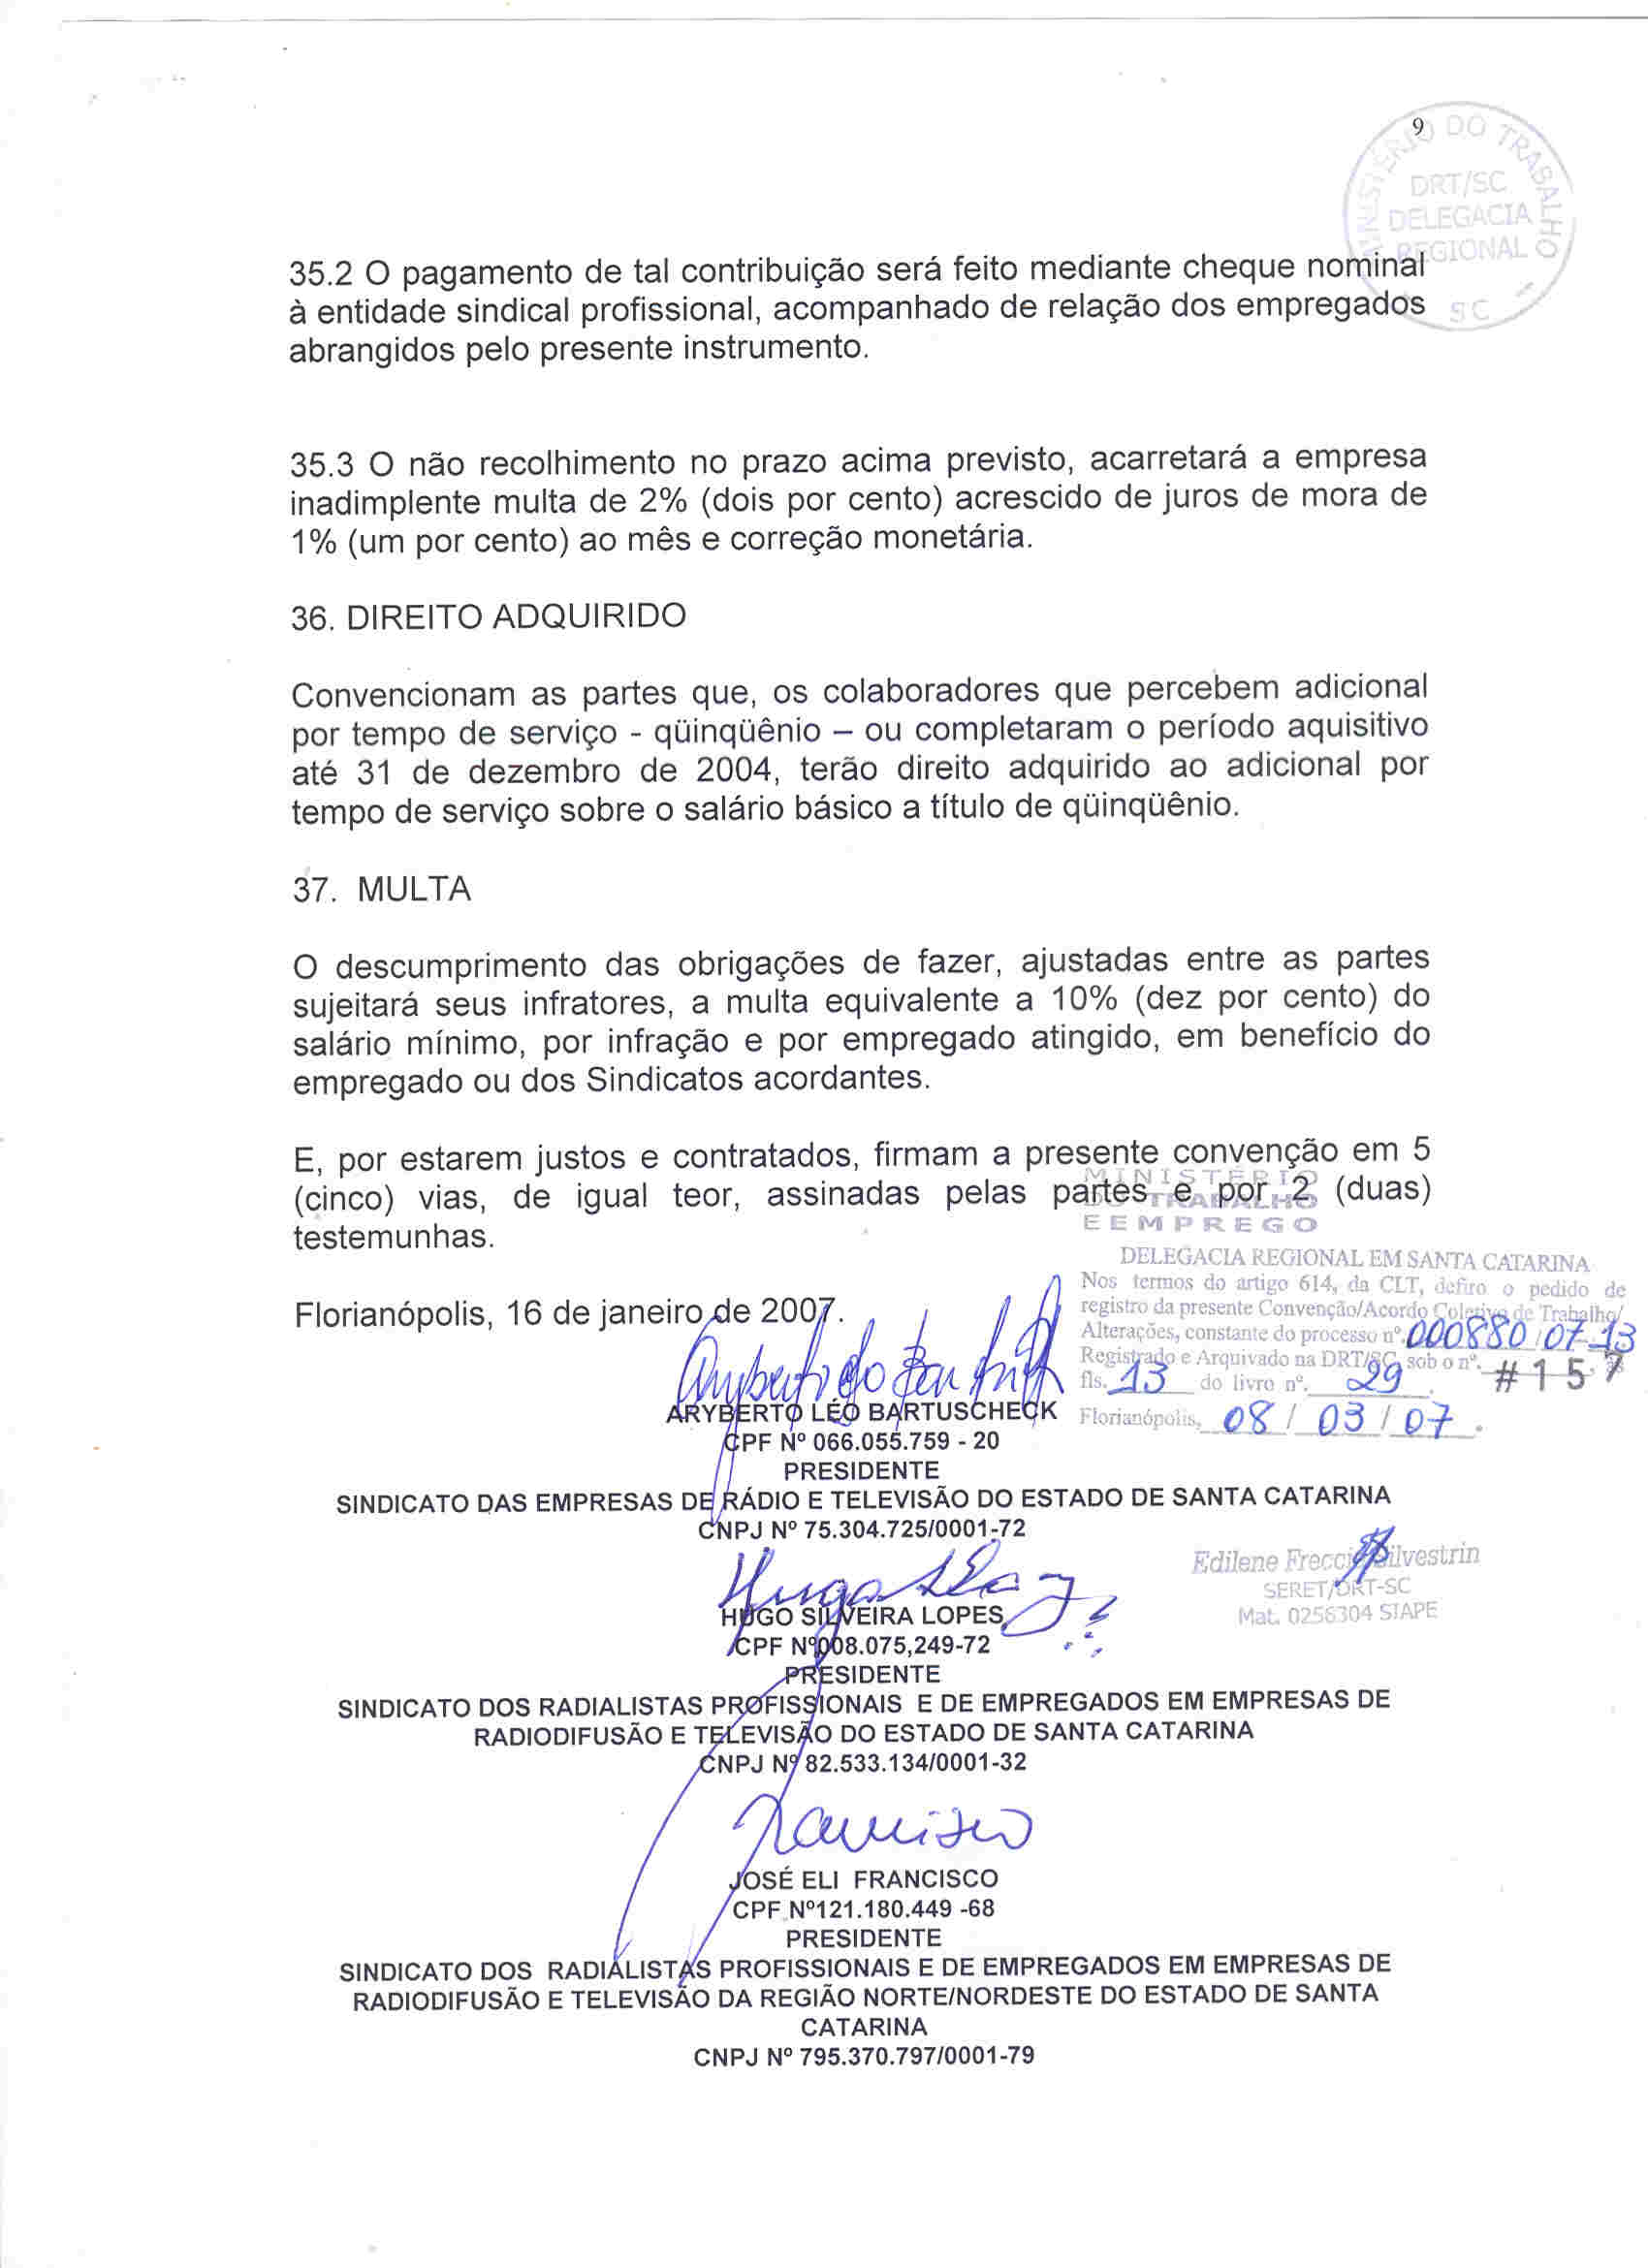 9
MINISTÉRIO DO TRABALHO
DRT/SC
DELEGACIA
REGIONAL
SC
35.2 O pagamento de tal contribuição será feito mediante cheque nominal
à entidade sindical profissional, acompanhado de relação dos empregados
abrangidos pelo presente instrumento.
35.3 O não recolhimento no prazo acima previsto, acarretará a empresa
inadimplente multa de 2% (dois por cento) acrescido de juros de mora de
1% (um por cento) ao mês e correção monetária.
36. DIREITO ADQUIRIDO
Convencionam as partes que, os colaboradores que percebem adicional
por tempo de serviço - qüinqüênio – ou completaram o período aquisitivo
até 31 de dezembro de 2004, terão direito adquirido ao adicional por
tempo de serviço sobre o salário básico a título de qüinqüênio.
37. MULTA
O descumprimento das obrigações de fazer, ajustadas entre as partes
sujeitará seus infratores, a multa equivalente a 10% (dez por cento) do
salário mínimo, por infração e por empregado atingido, em benefício do
empregado ou dos Sindicatos acordantes.
E, por estarem justos e contratados, firmam a presente convenção em 5
(cinco) vias, de igual teor, assinadas pelas partes e por 2 (duas)
testemunhas.
MINISTÉRIO
DO TRABALHO
E EMPREGO
DELEGACIA REGIONAL EM SANTA CATARINA
Nos termos do artigo 614, da CLT, defiro o pedido de
registro da presente Convenção/Acordo Coletivo de Trabalho/
Alterações, constante do processo nº. 000880/07-13
Registrado e Arquivado na DRT/SC, sob o nº. #157
fls. 13 do livro nº. 29.
Florianópolis, 08 / 03 / 07.
Florianópolis, 16 de janeiro de 2007.
ARYBERTO LÉO BARTUSCHECK
CPF Nº 066.055.759 - 20
PRESIDENTE
SINDICATO DAS EMPRESAS DE RÁDIO E TELEVISÃO DO ESTADO DE SANTA CATARINA
CNPJ Nº 75.304.725/0001-72
Edilene Freccia Silvestrin
SERET/DRT-SC
Mat. 0256304 SIAPE
HUGO SILVEIRA LOPES
CPF Nº008.075,249-72
PRESIDENTE
SINDICATO DOS RADIALISTAS PROFISSIONAIS E DE EMPREGADOS EM EMPRESAS DE
RADIODIFUSÃO E TELEVISÃO DO ESTADO DE SANTA CATARINA
CNPJ Nº 82.533.134/0001-32
Francisco
JOSÉ ELI FRANCISCO
CPF Nº121.180.449 -68
PRESIDENTE
SINDICATO DOS RADIALISTAS PROFISSIONAIS E DE EMPREGADOS EM EMPRESAS DE
RADIODIFUSÃO E TELEVISÃO DA REGIÃO NORTE/NORDESTE DO ESTADO DE SANTA
CATARINA
CNPJ Nº 795.370.797/0001-79